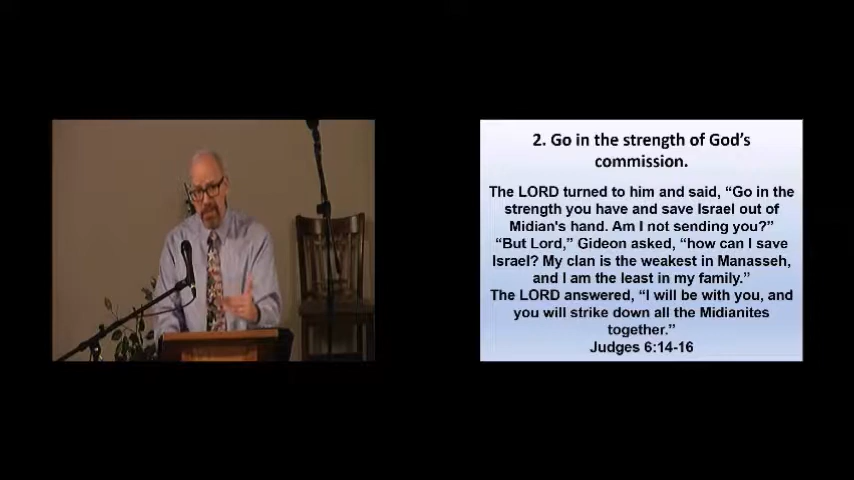 2. Go in the strength of God's
commission.
The LORD turned to him and said, “Go in the
strength you have and save Israel out of
Midian's hand. Am I not sending you?”
“But Lord,” Gideon asked, “how can I save
Israel? My clan is the weakest in Manasseh,
and I am the least in my family.”
The LORD answered, “I will be with you, and
you will strike down all the Midianites
together.”
Judges 6:14-16